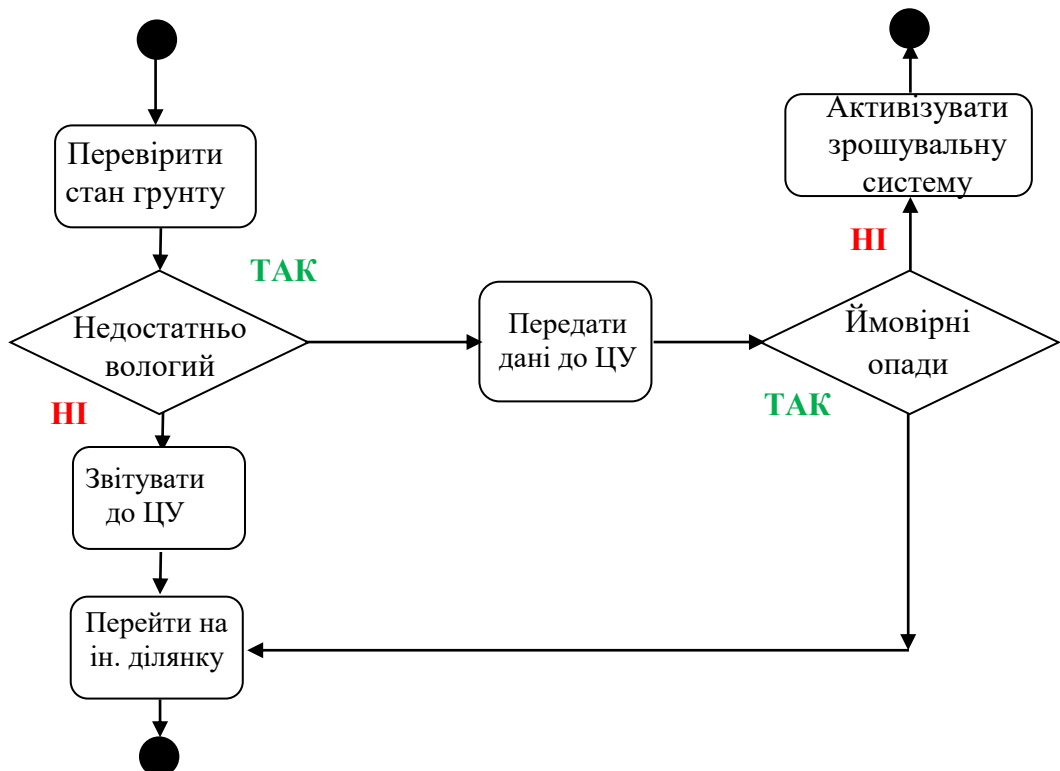 Перевірити
стан грунту
ТАК
Недостатньо
вологий
НІ
Звітувати
до ЦУ
Перейти на
ін. ділянку
Передати
дані до ЦУ
Активізувати
зрошувальну
систему
НІ
Ймовірні
опади
ТАК